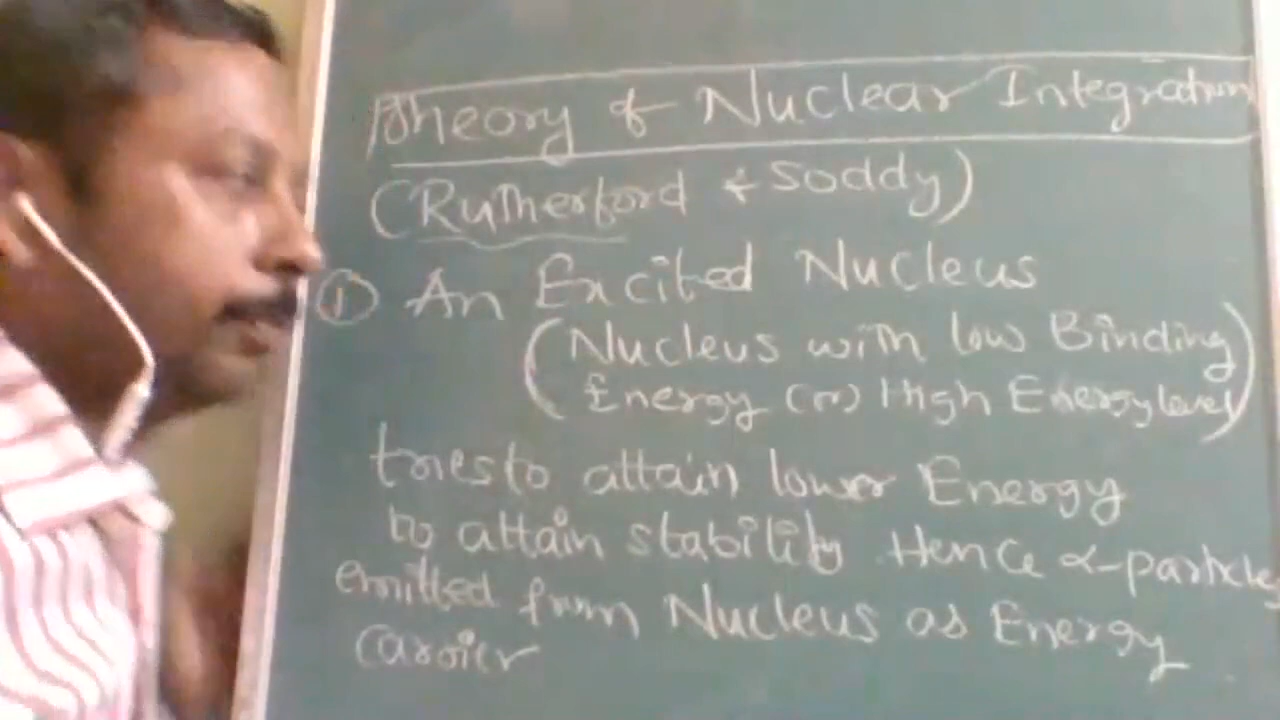 Theory of Nuclear Integration
(Rutherford & Soddy)
① An Excited Nucleus
(Nucleus with low Binding
Energy (or) High Energy level)
tries to attain lower Energy
to attain stability Hence α-particles
emitted from Nucleus as Energy
carrier